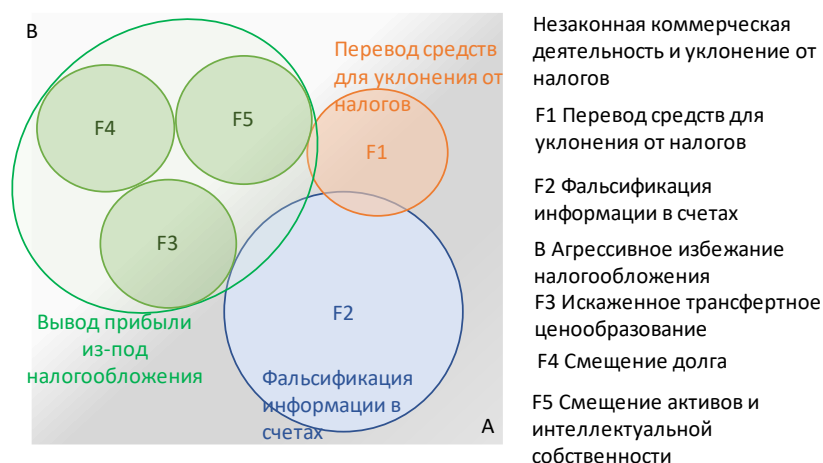 B
Перевод средств
для уклонения от
налогов
F4
F5
F1
F3
F2
Вывод прибыли
из-под
налогообложения
Фальсификация
информации в
счетах
A
Незаконная коммерческая
деятельность и уклонение от
налогов
F1 Перевод средств для
уклонения от налогов
F2 Фальсификация
информации в счетах
B Агрессивное избежание
налогообложения
F3 Искаженное трансфертное
ценообразование
F4 Смещение долга
F5 Смещение активов и
интеллектуальной
собственности